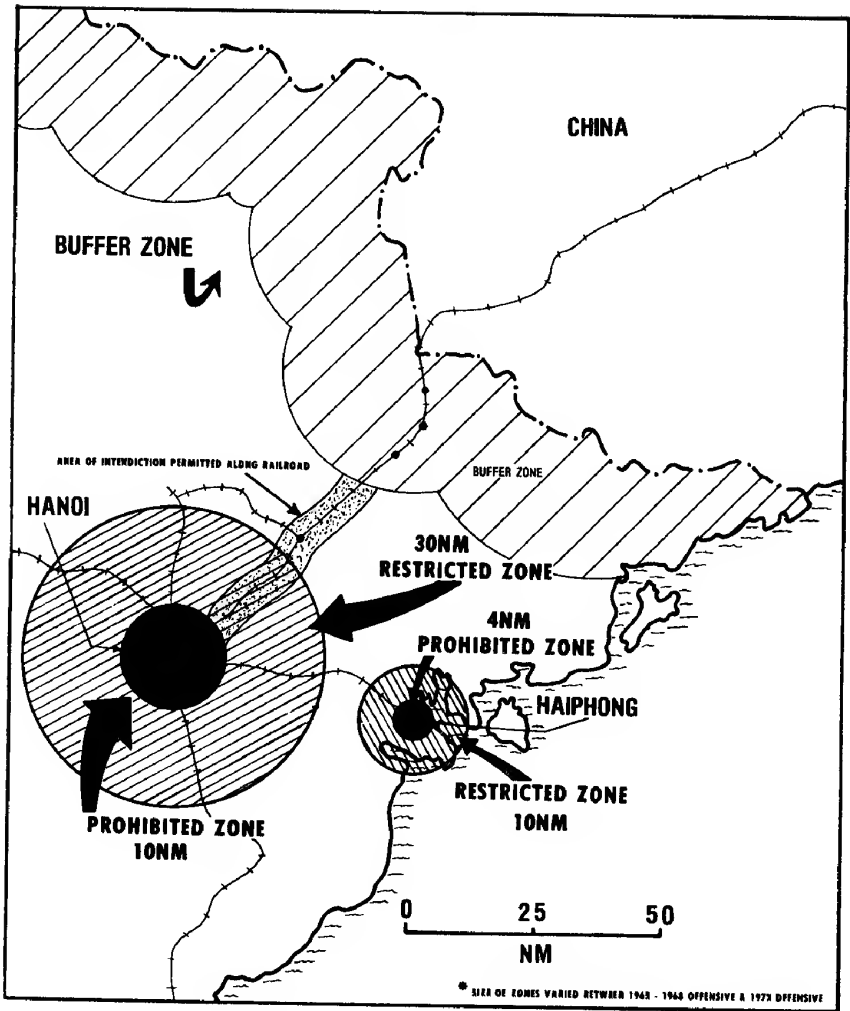 CHINA
BUFFER ZONE
AREA OF INTERDICTION PERMITTED ALONG RAILROAD
BUFFER ZONE
HANOI
30NM
RESTRICTED ZONE
4NM
PROHIBITED ZONE
HAIPHONG
RESTRICTED ZONE
10NM
PROHIBITED ZONE
10NM
0 25 50
NM
* SIZE OF ZONES VARIED BETWEEN 1965 - 1968 OFFENSIVE & 1972 OFFENSIVE